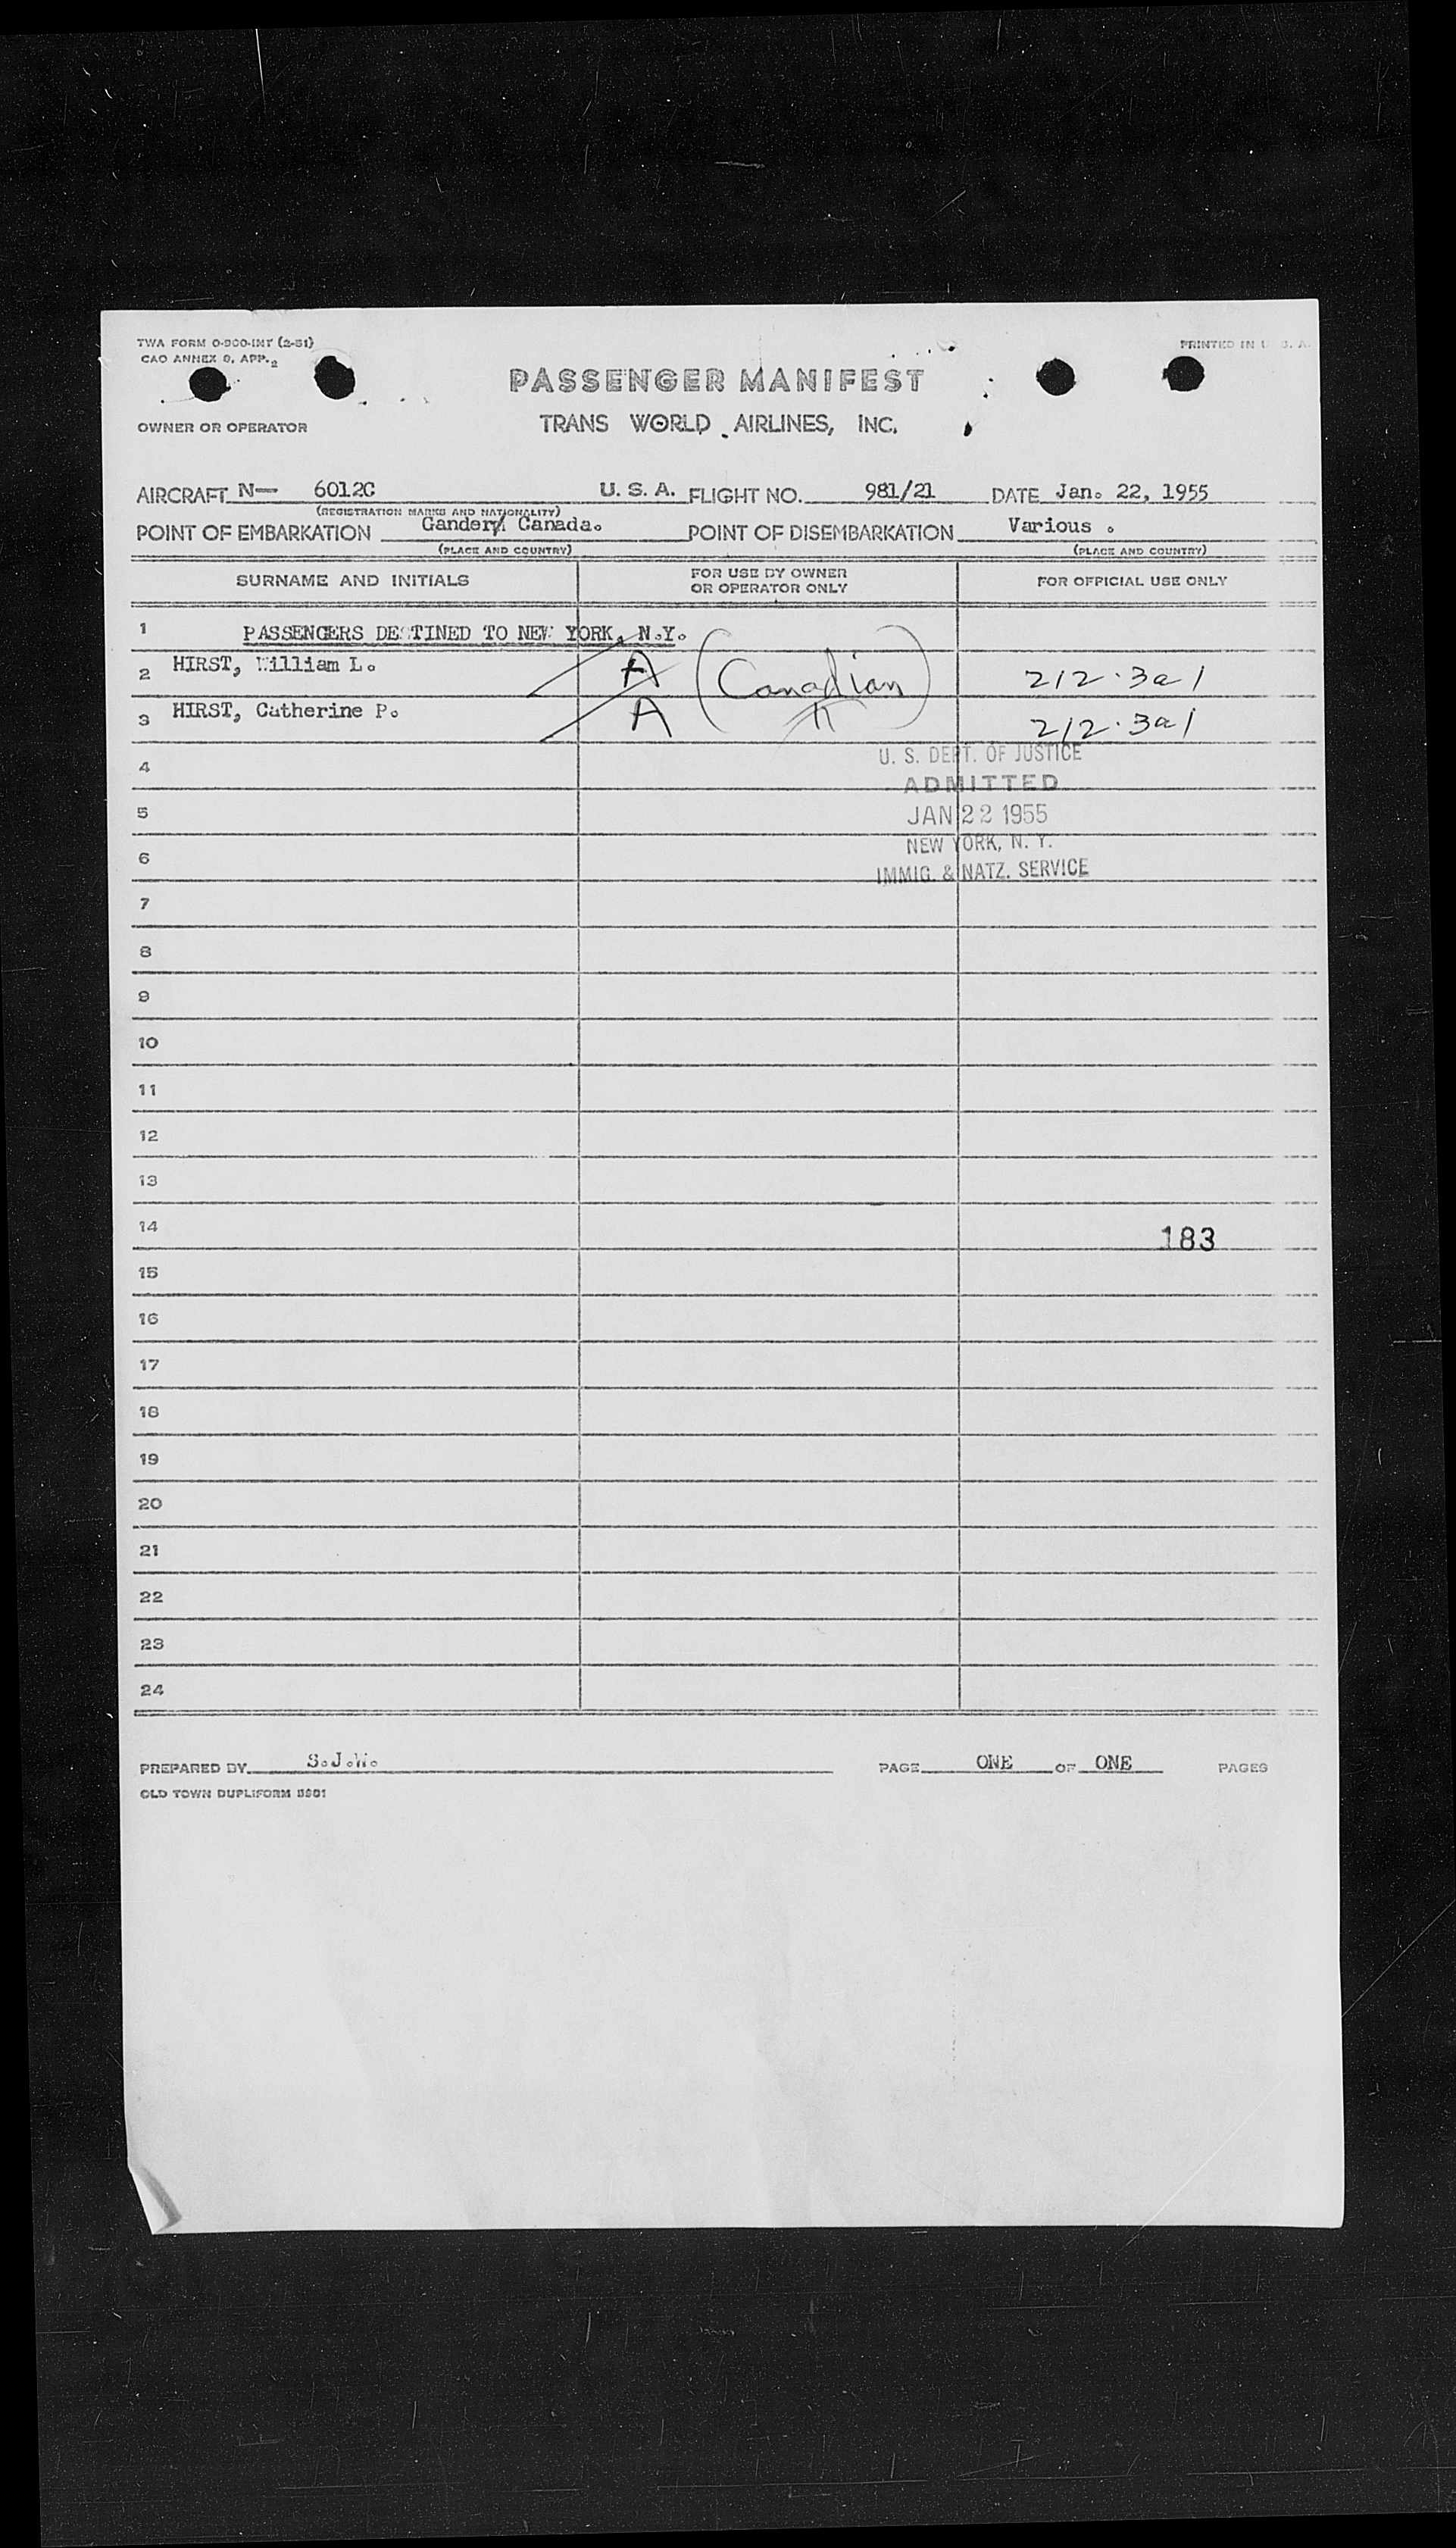 TWA FORM O-900-INT (2-51)
CAO ANNEX 9, APP. 2
PRINTED IN U. S. A.
PASSENGER MANIFEST
OWNER OR OPERATOR
TRANS WORLD AIRLINES, INC.
AIRCRAFT N— 6012C U. S. A. FLIGHT NO. 981/21 DATE Jan. 22, 1955
(REGISTRATION MARKS AND NATIONALITY)
POINT OF EMBARKATION Gander, Canada. POINT OF DISEMBARKATION Various .
(PLACE AND COUNTRY) (PLACE AND COUNTRY)
SURNAME AND INITIALS FOR USE BY OWNER OR OPERATOR ONLY FOR OFFICIAL USE ONLY
1 PASSENGERS DESTINED TO NEW YORK, N.Y.
2 HIRST, William L. A (Canadian) 212.3a1
3 HIRST, Catherine P. A " 212.3a1
4 U. S. DEPT. OF JUSTICE
ADMITTED
5 JAN 22 1955
6 NEW YORK, N. Y.
IMMIG. & NATZ. SERVICE
7
8
9
10
11
12
13
14 183
15
16
17
18
19
20
21
22
23
24
PREPARED BY S.J.W. PAGE ONE OF ONE PAGES
OLD TOWN DUPLIFORM